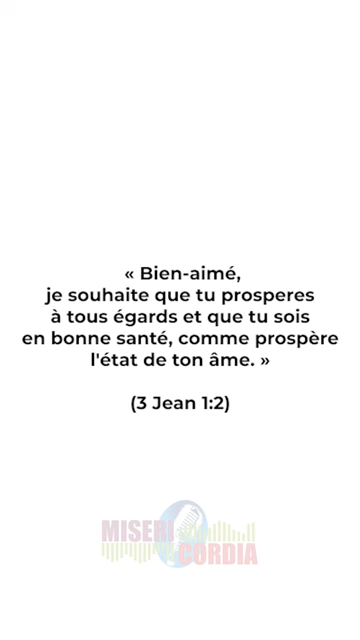 « Bien-aimé,
je souhaite que tu prosperes
à tous égards et que tu sois
en bonne santé, comme prospère
l'état de ton âme. »
(3 Jean 1:2)
MISERI
CORDIA